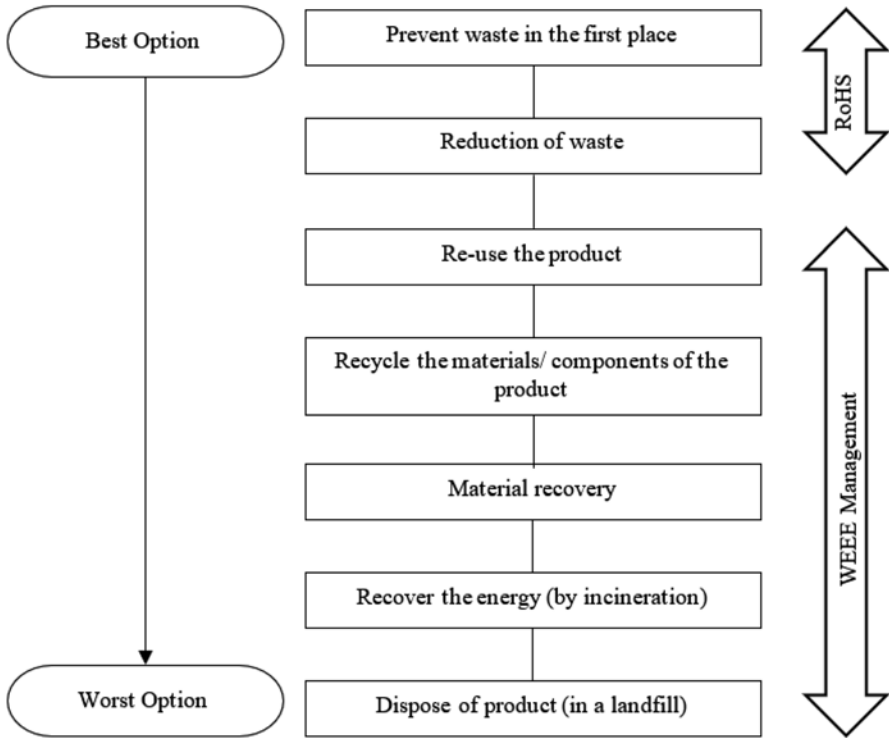 Best Option
Prevent waste in the first place
RoHS
Reduction of waste
Re-use the product
Recycle the materials/ components of the
product
Material recovery
WEEE Management
Recover the energy (by incineration)
Worst Option
Dispose of product (in a landfill)